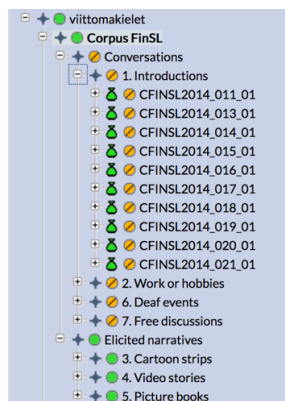 viittomakielet
Corpus FinSL
Conversations
1. Introductions
CFINSL2014_011_01
CFINSL2014_013_01
CFINSL2014_014_01
CFINSL2014_015_01
CFINSL2014_016_01
CFINSL2014_017_01
CFINSL2014_018_01
CFINSL2014_019_01
CFINSL2014_020_01
CFINSL2014_021_01
2. Work or hobbies
6. Deaf events
7. Free discussions
Elicited narratives
3. Cartoon strips
4. Video stories
5. Picture books